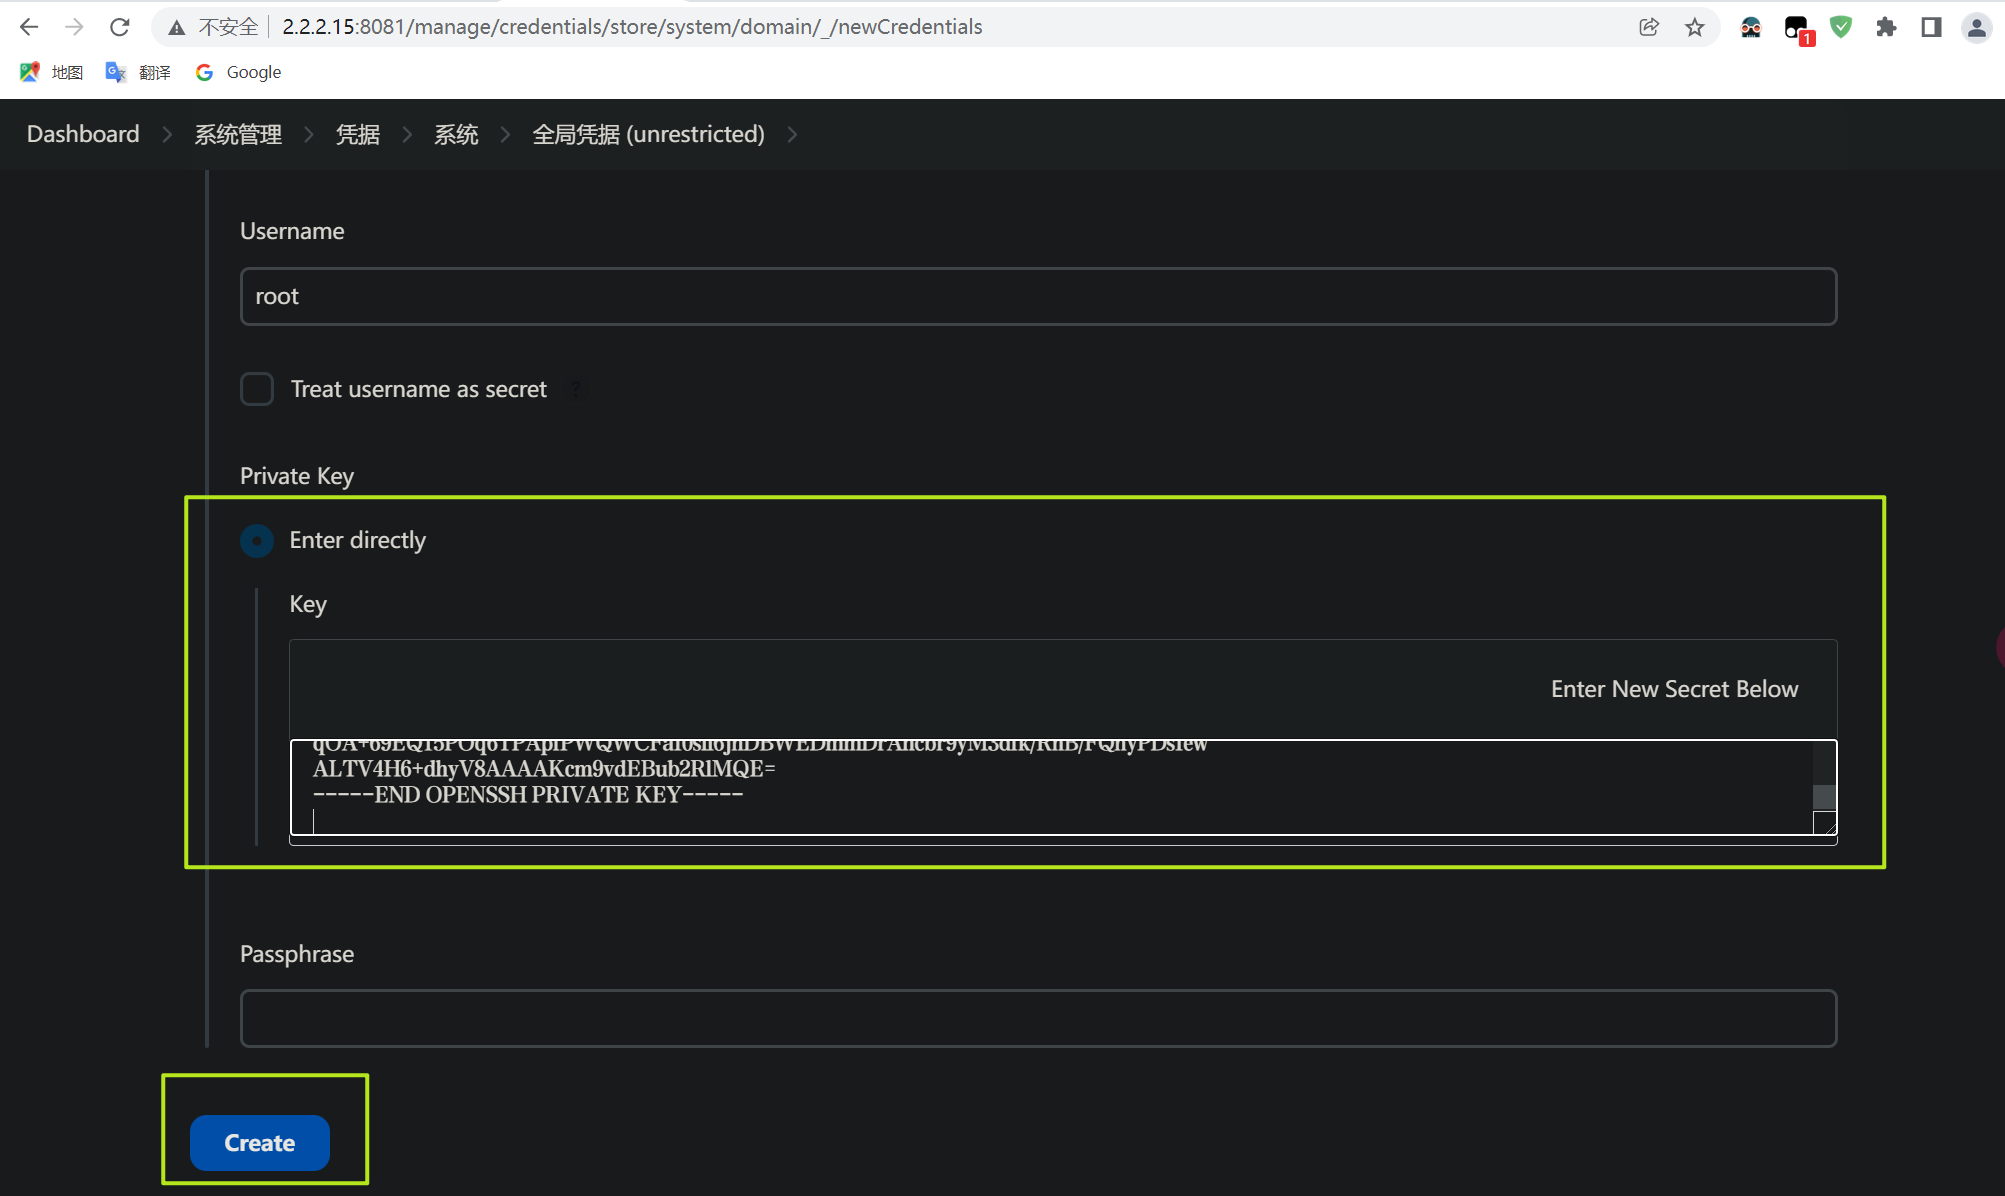 不安全 2.2.2.15:8081/manage/credentials/store/system/domain/_/newCredentials
1
地图 翻译 Google
Dashboard 系统管理 凭据 系统 全局凭据 (unrestricted)
Username
root
Treat username as secret ?
Private Key
Enter directly
Key
Enter New Secret Below
ALTV4H6+dhyV8AAAAKcm9vdEBub2RlMQE=
-----END OPENSSH PRIVATE KEY-----
Passphrase
Create